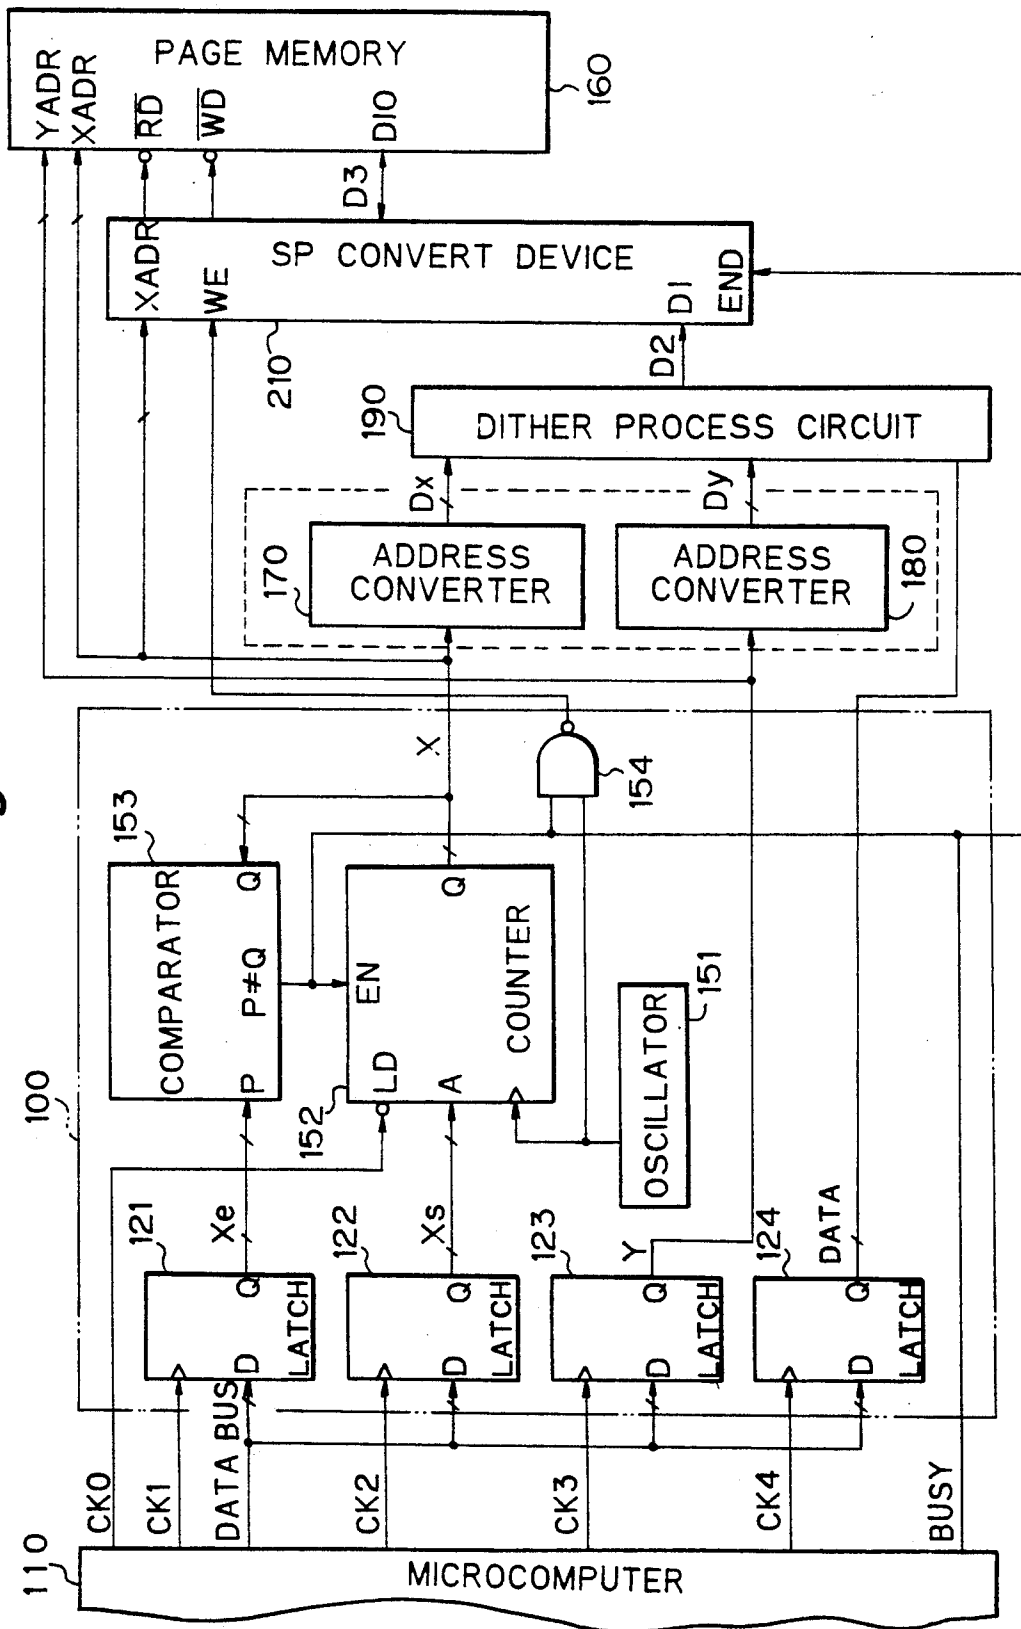 110
MICROCOMPUTER
CK0
CK1
DATA BUS
CK2
CK3
CK4
BUSY
100
121
D
Q
LATCH
Xe
122
D
Q
LATCH
Xs
123
D
Q
LATCH
Y
124
D
Q
LATCH
DATA
153
COMPARATOR
P
P≠Q
Q
152
LD
EN
A
Q
COUNTER
X
OSCILLATOR
151
154
170
ADDRESS
CONVERTER
Dx
ADDRESS
CONVERTER
180
Dy
190
DITHER PROCESS CIRCUIT
D2
210
XADR
WE
SP CONVERT DEVICE
DI
END
D3
YADR
XADR
R̅D̅
W̅D̅
DIO
PAGE MEMORY
160